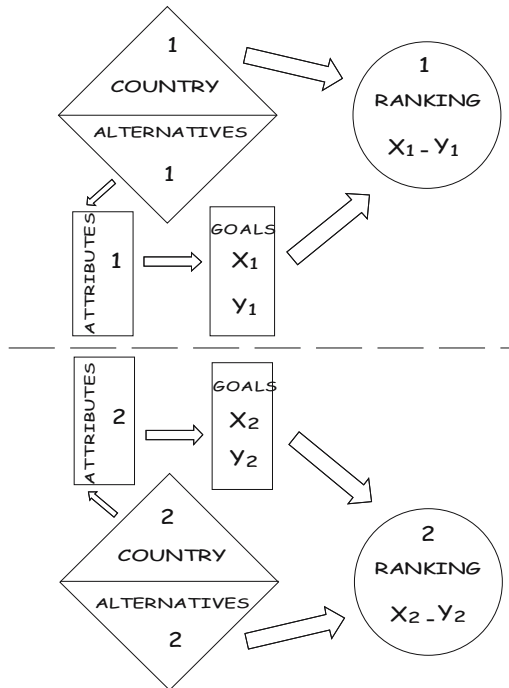 1
COUNTRY
ALTERNATIVES
1
1
RANKING
X1 - Y1
ATTRIBUTES 1
GOALS
X1
Y1
ATTRIBUTES 2
GOALS
X2
Y2
2
COUNTRY
ALTERNATIVES
2
2
RANKING
X2 - Y2